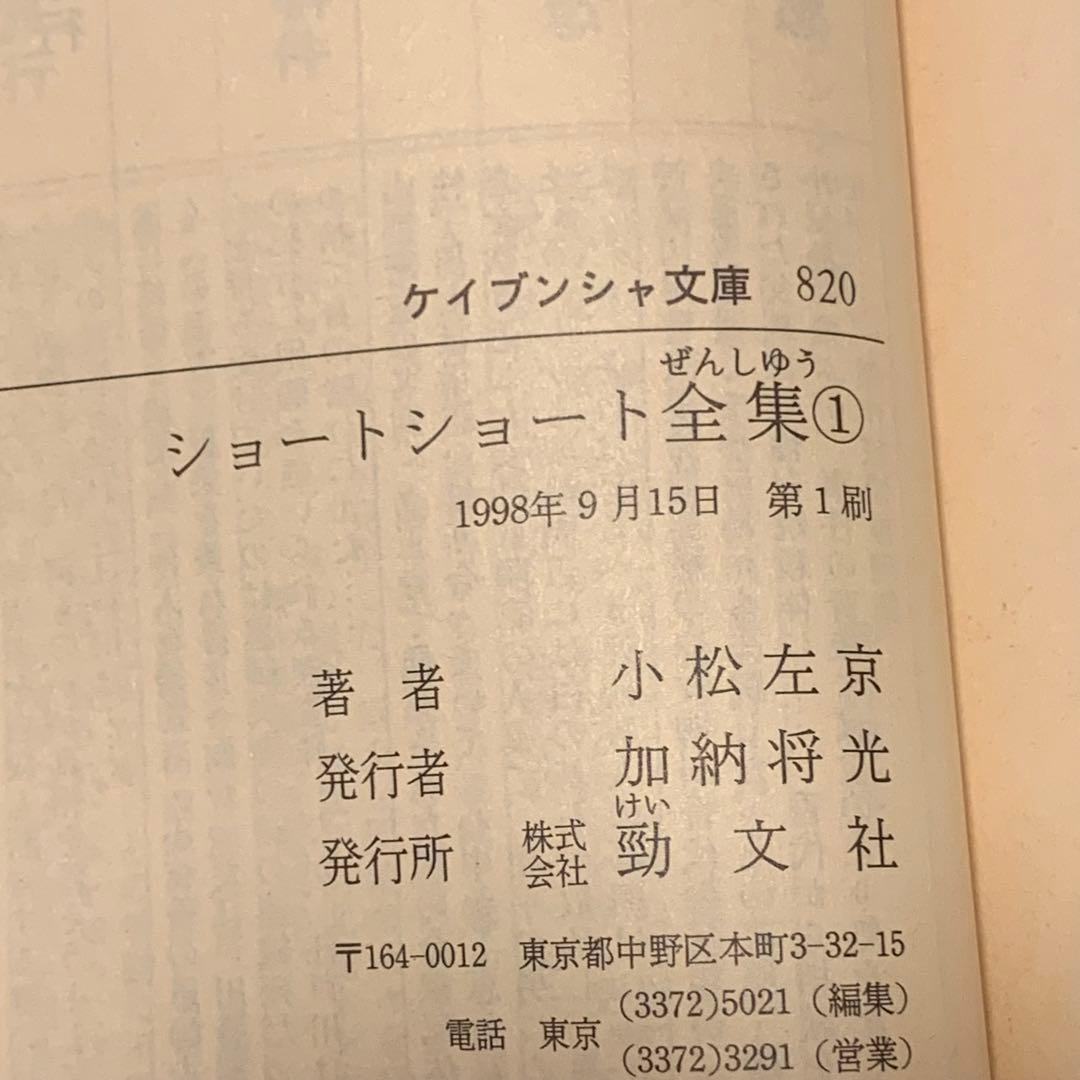 ケイブンシャ文庫 820
ぜんしゆう
ショートショート全集①
1998年9月15日 第1刷
著者 小松左京
発行者 加納将光
けい
発行所 株式会社 勁文社
〒164-0012 東京都中野区本町3-32-15
電話 東京 (3372)5021（編集）
(3372)3291（営業）